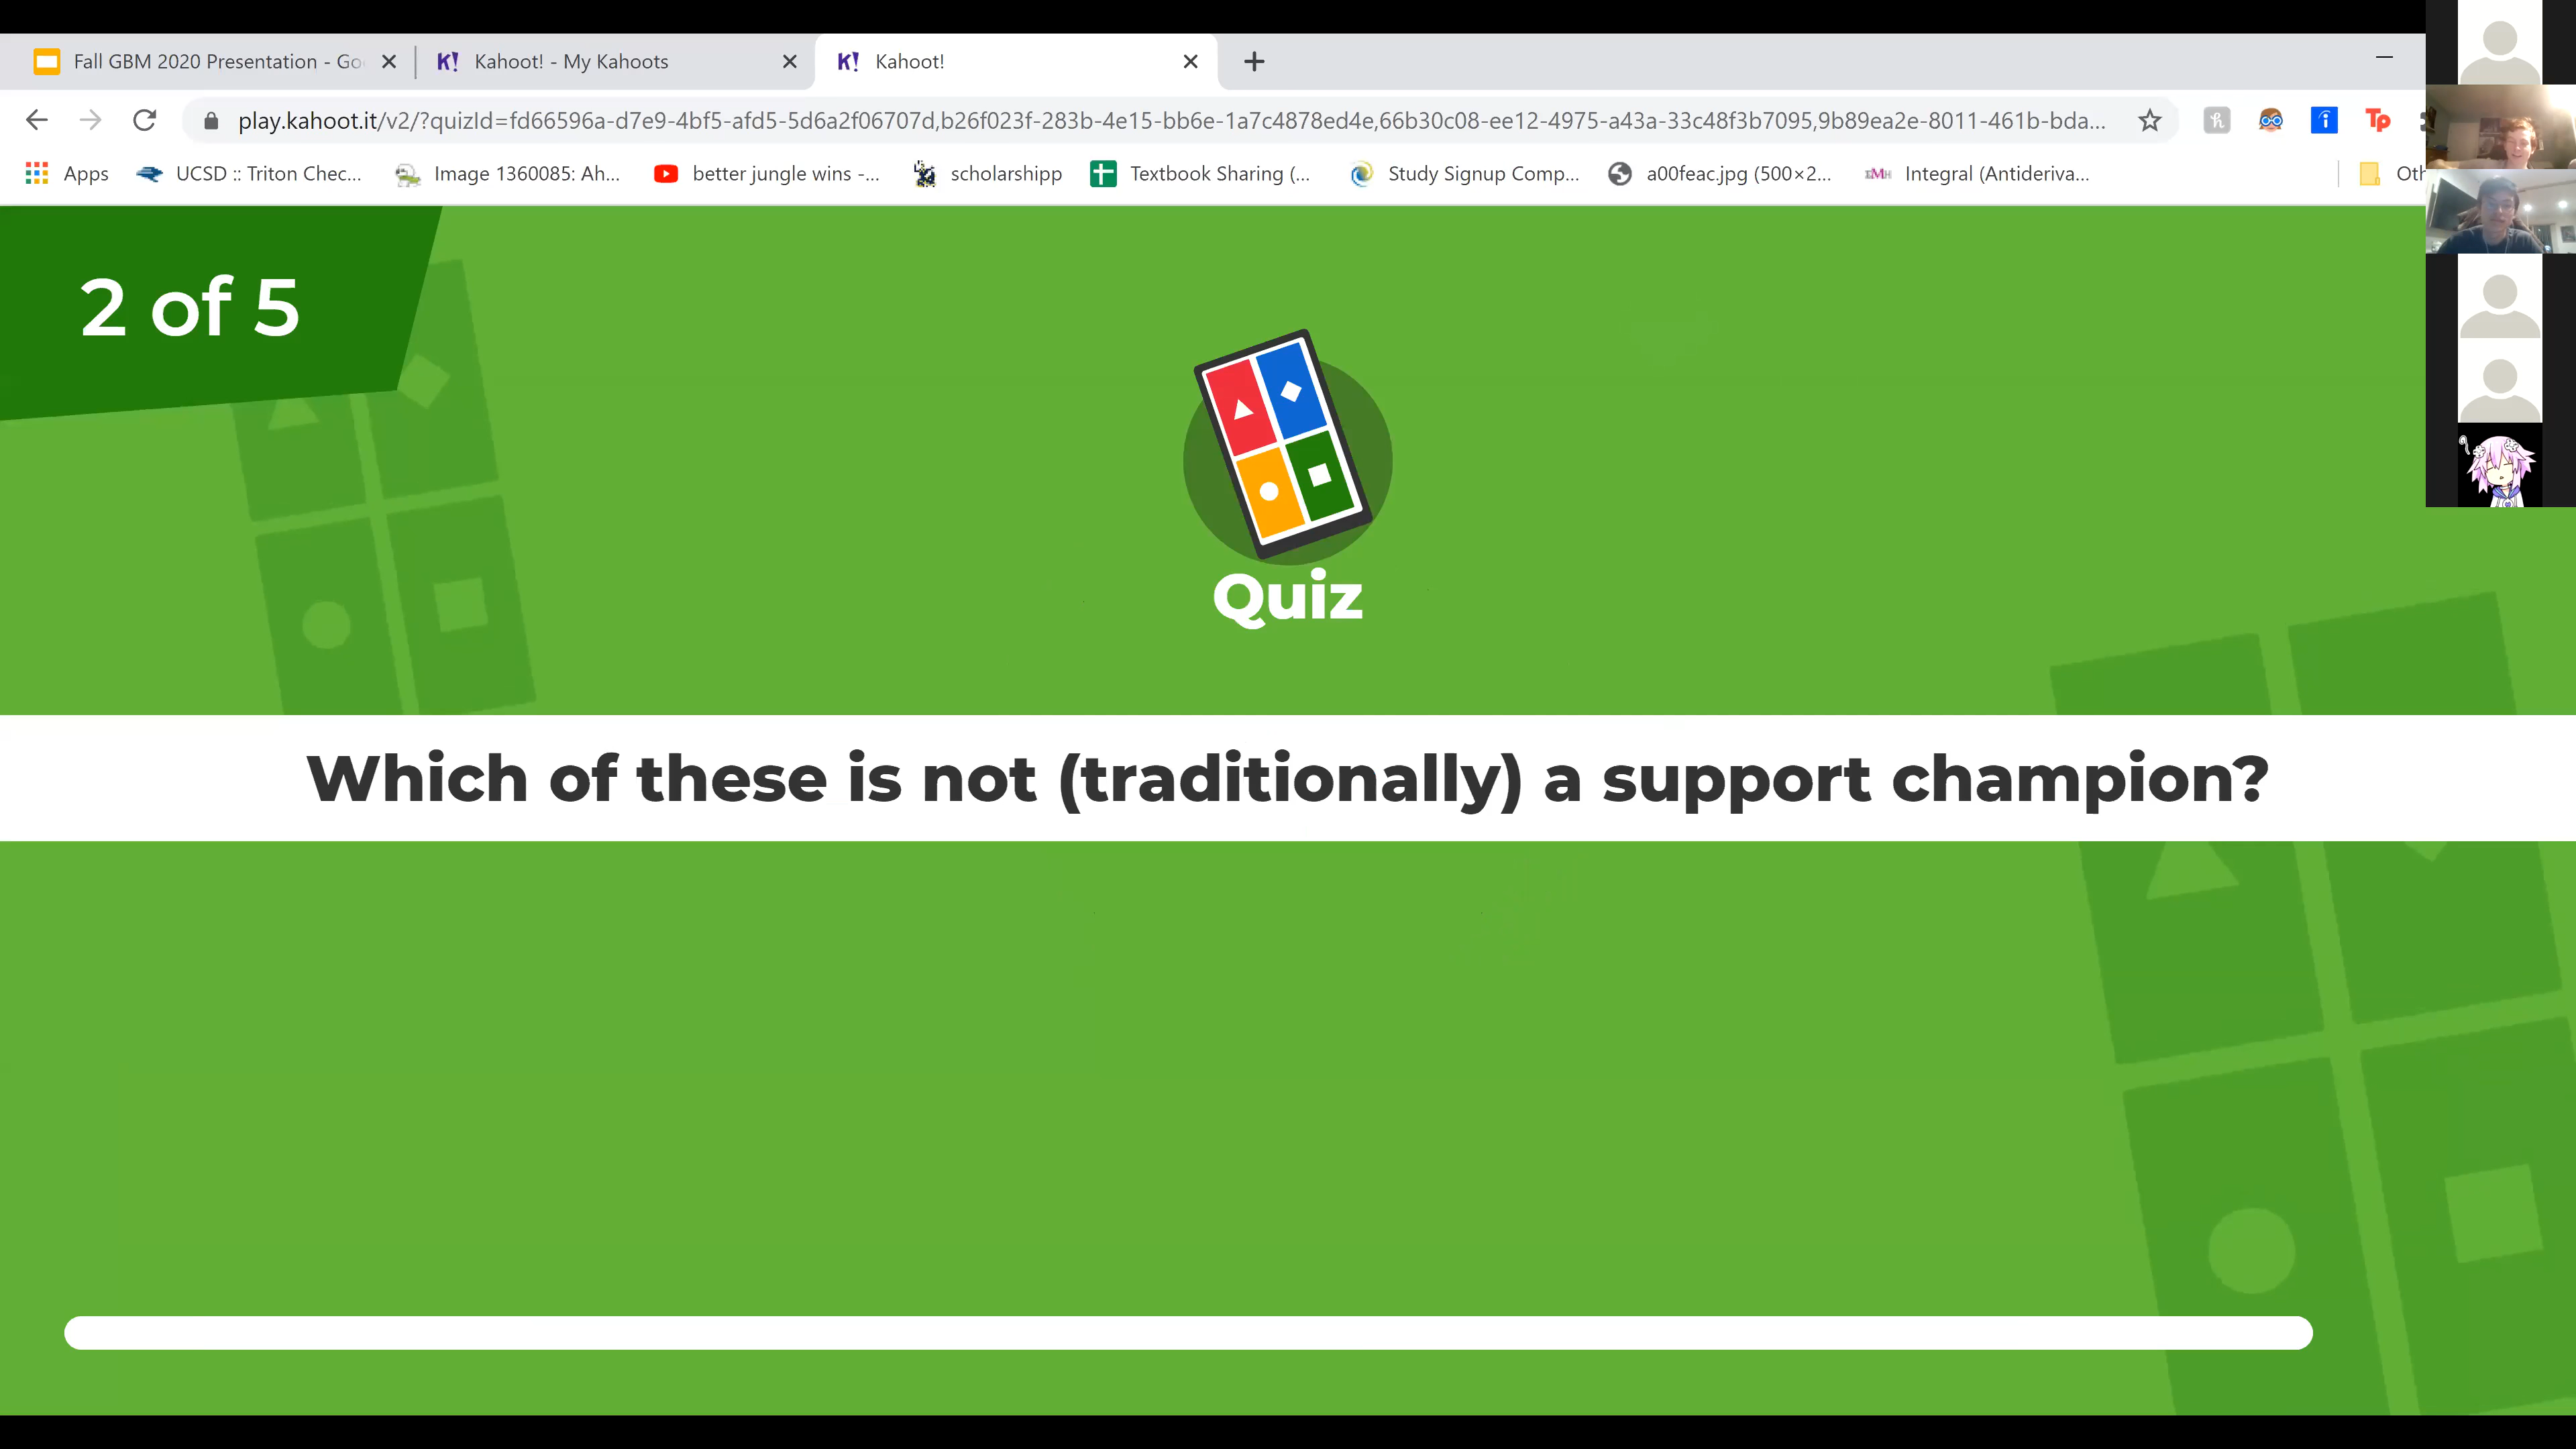 Fall GBM 2020 Presentation - Go
K! Kahoot! - My Kahoots
K! Kahoot!
play.kahoot.it/v2/?quizId=fd66596a-d7e9-4bf5-afd5-5d6a2f06707d,b26f023f-283b-4e15-bb6e-1a7c4878ed4e,66b30c08-ee12-4975-a43a-33c48f3b7095,9b89ea2e-8011-461b-bda...
h
i
Tp
Apps
UCSD :: Triton Chec...
Image 1360085: Ah...
better jungle wins -...
scholarshipp
Textbook Sharing (...
Study Signup Comp...
a00feac.jpg (500×2...
Integral (Antideriva...
Oth
2 of 5
Quiz
Which of these is not (traditionally) a support champion?